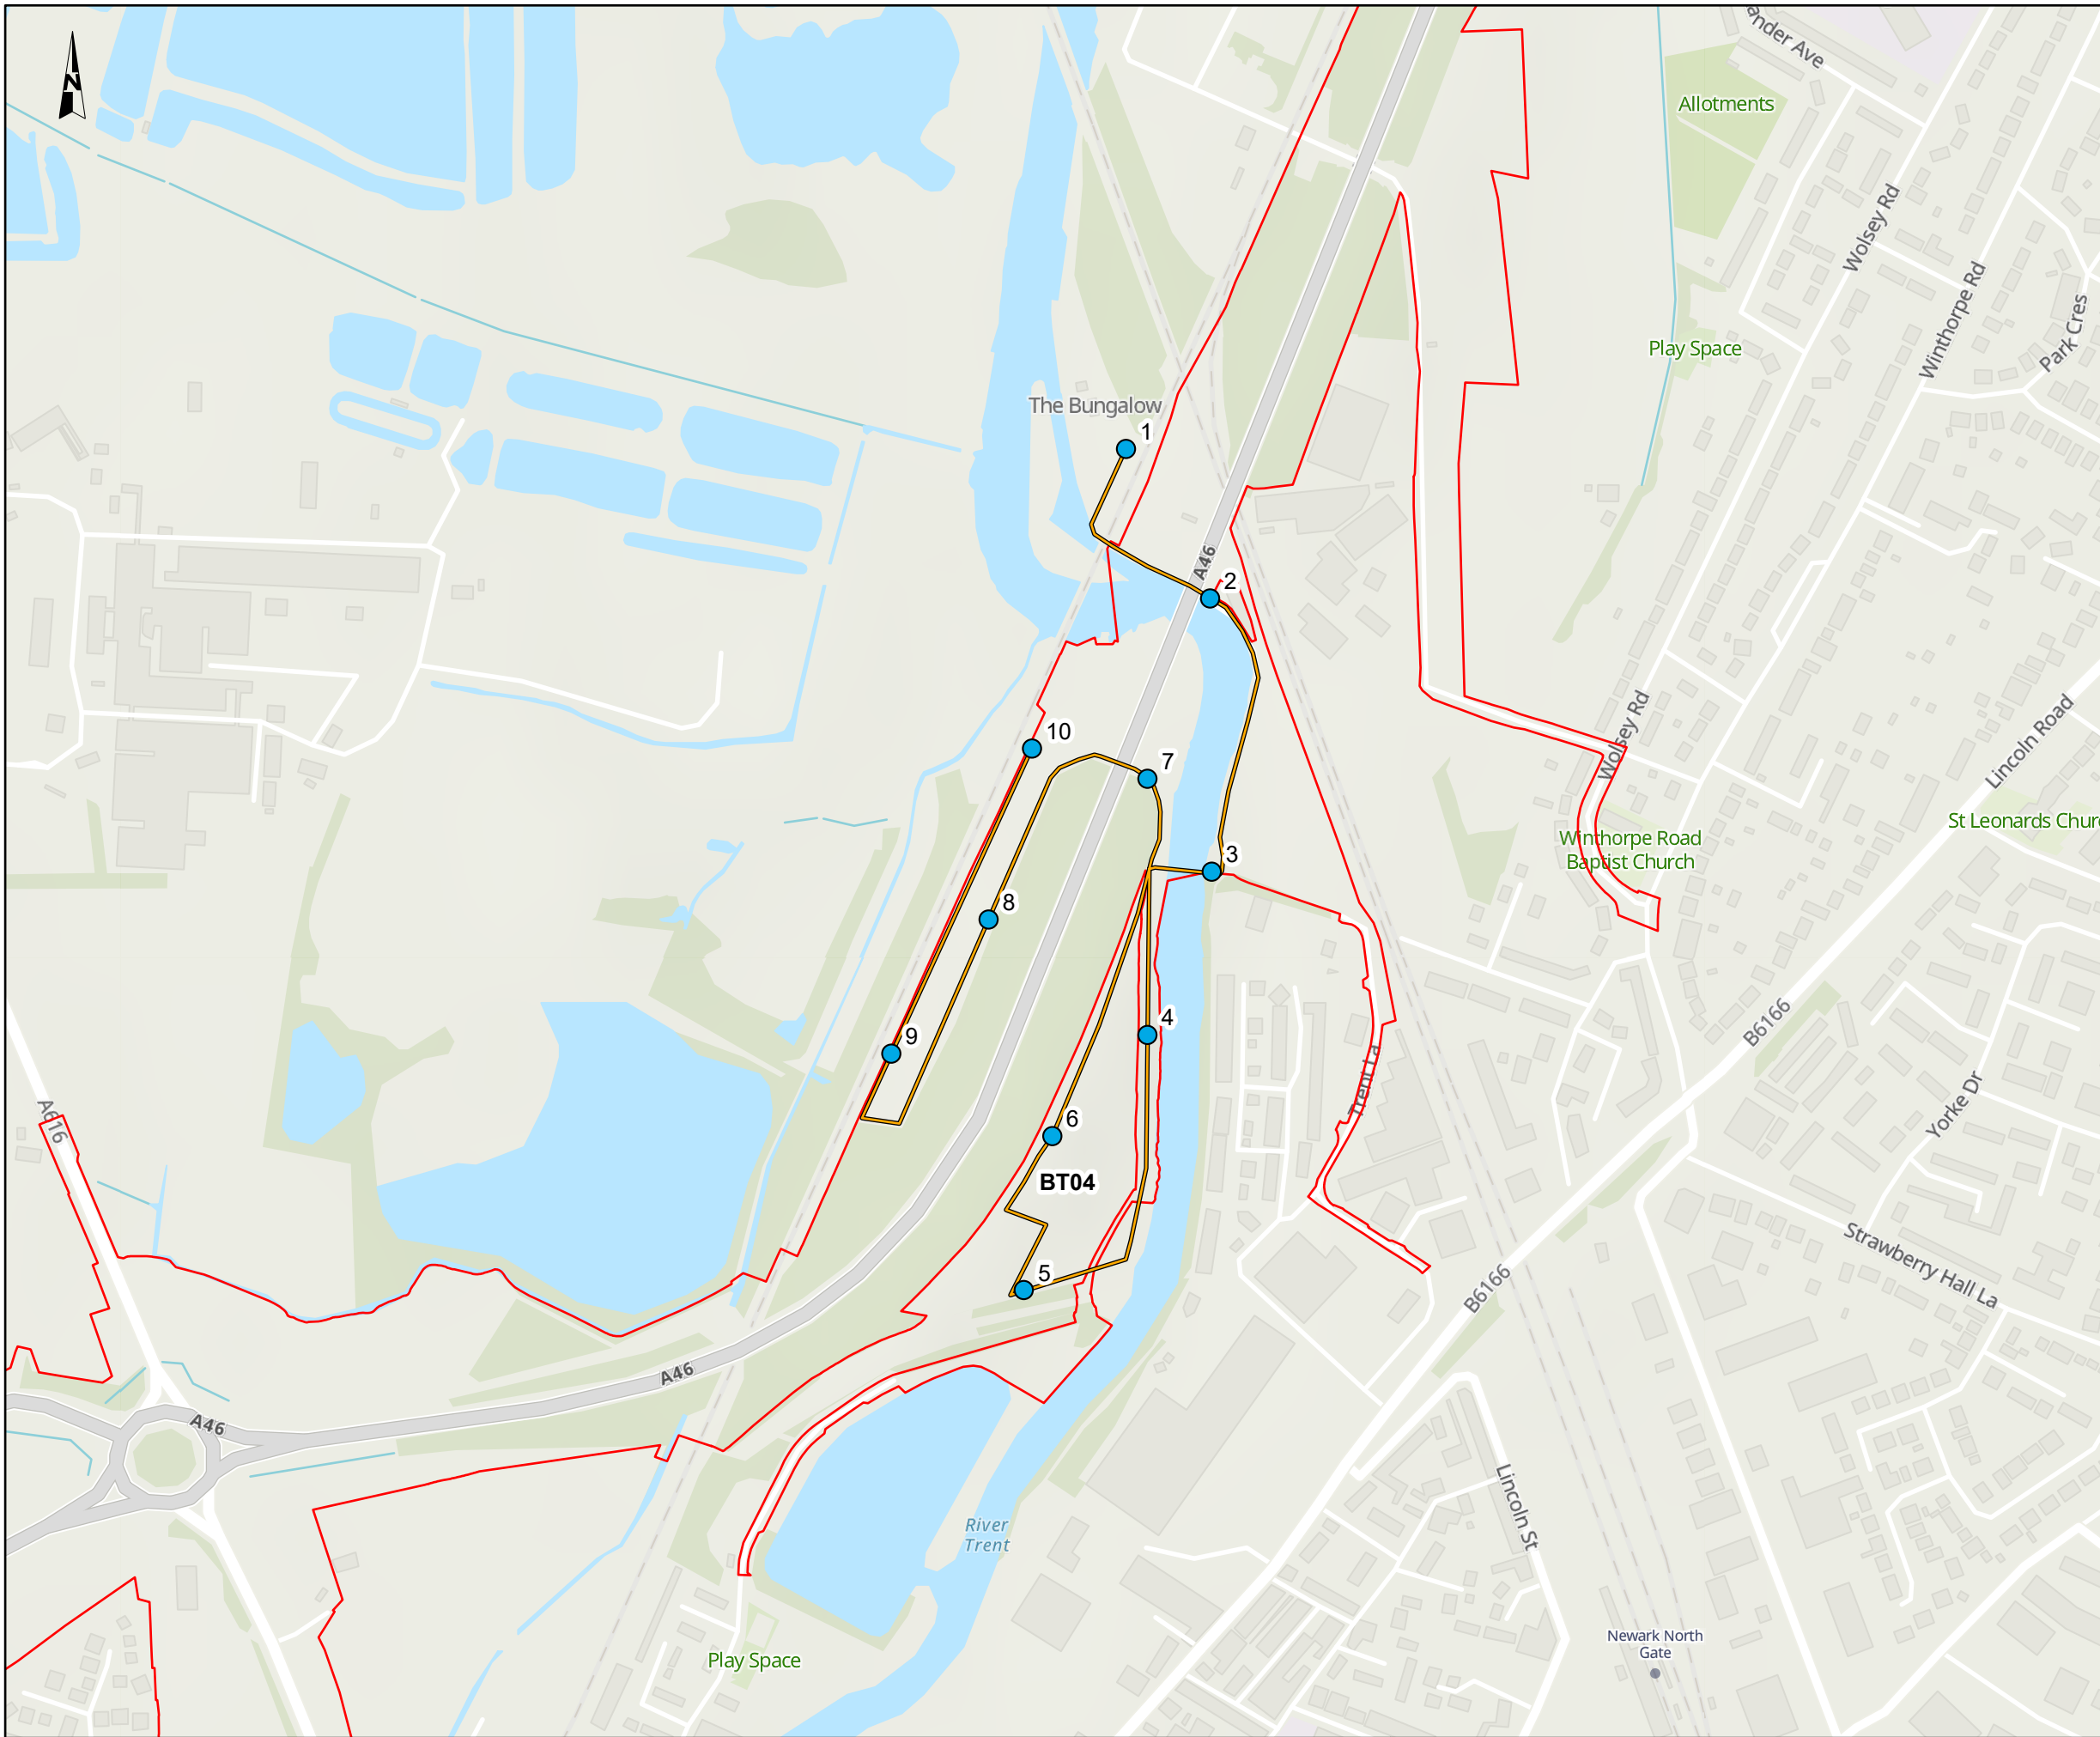 N
ander Ave
Allotments
Wolsey Rd
Winthorpe Rd
Park Cres
Play Space
The Bungalow
1
A46
2
Wolsey Rd
Lincoln Road
10
7
St Leonards Churc
Winthorpe Road
Baptist Church
3
8
4
9
B6166
Trent La
A616
6
Yorke Dr
BT04
Strawberry Hall La
5
B6166
A46
A46
River
Trent
Lincoln St
Newark North
Gate
Play Space